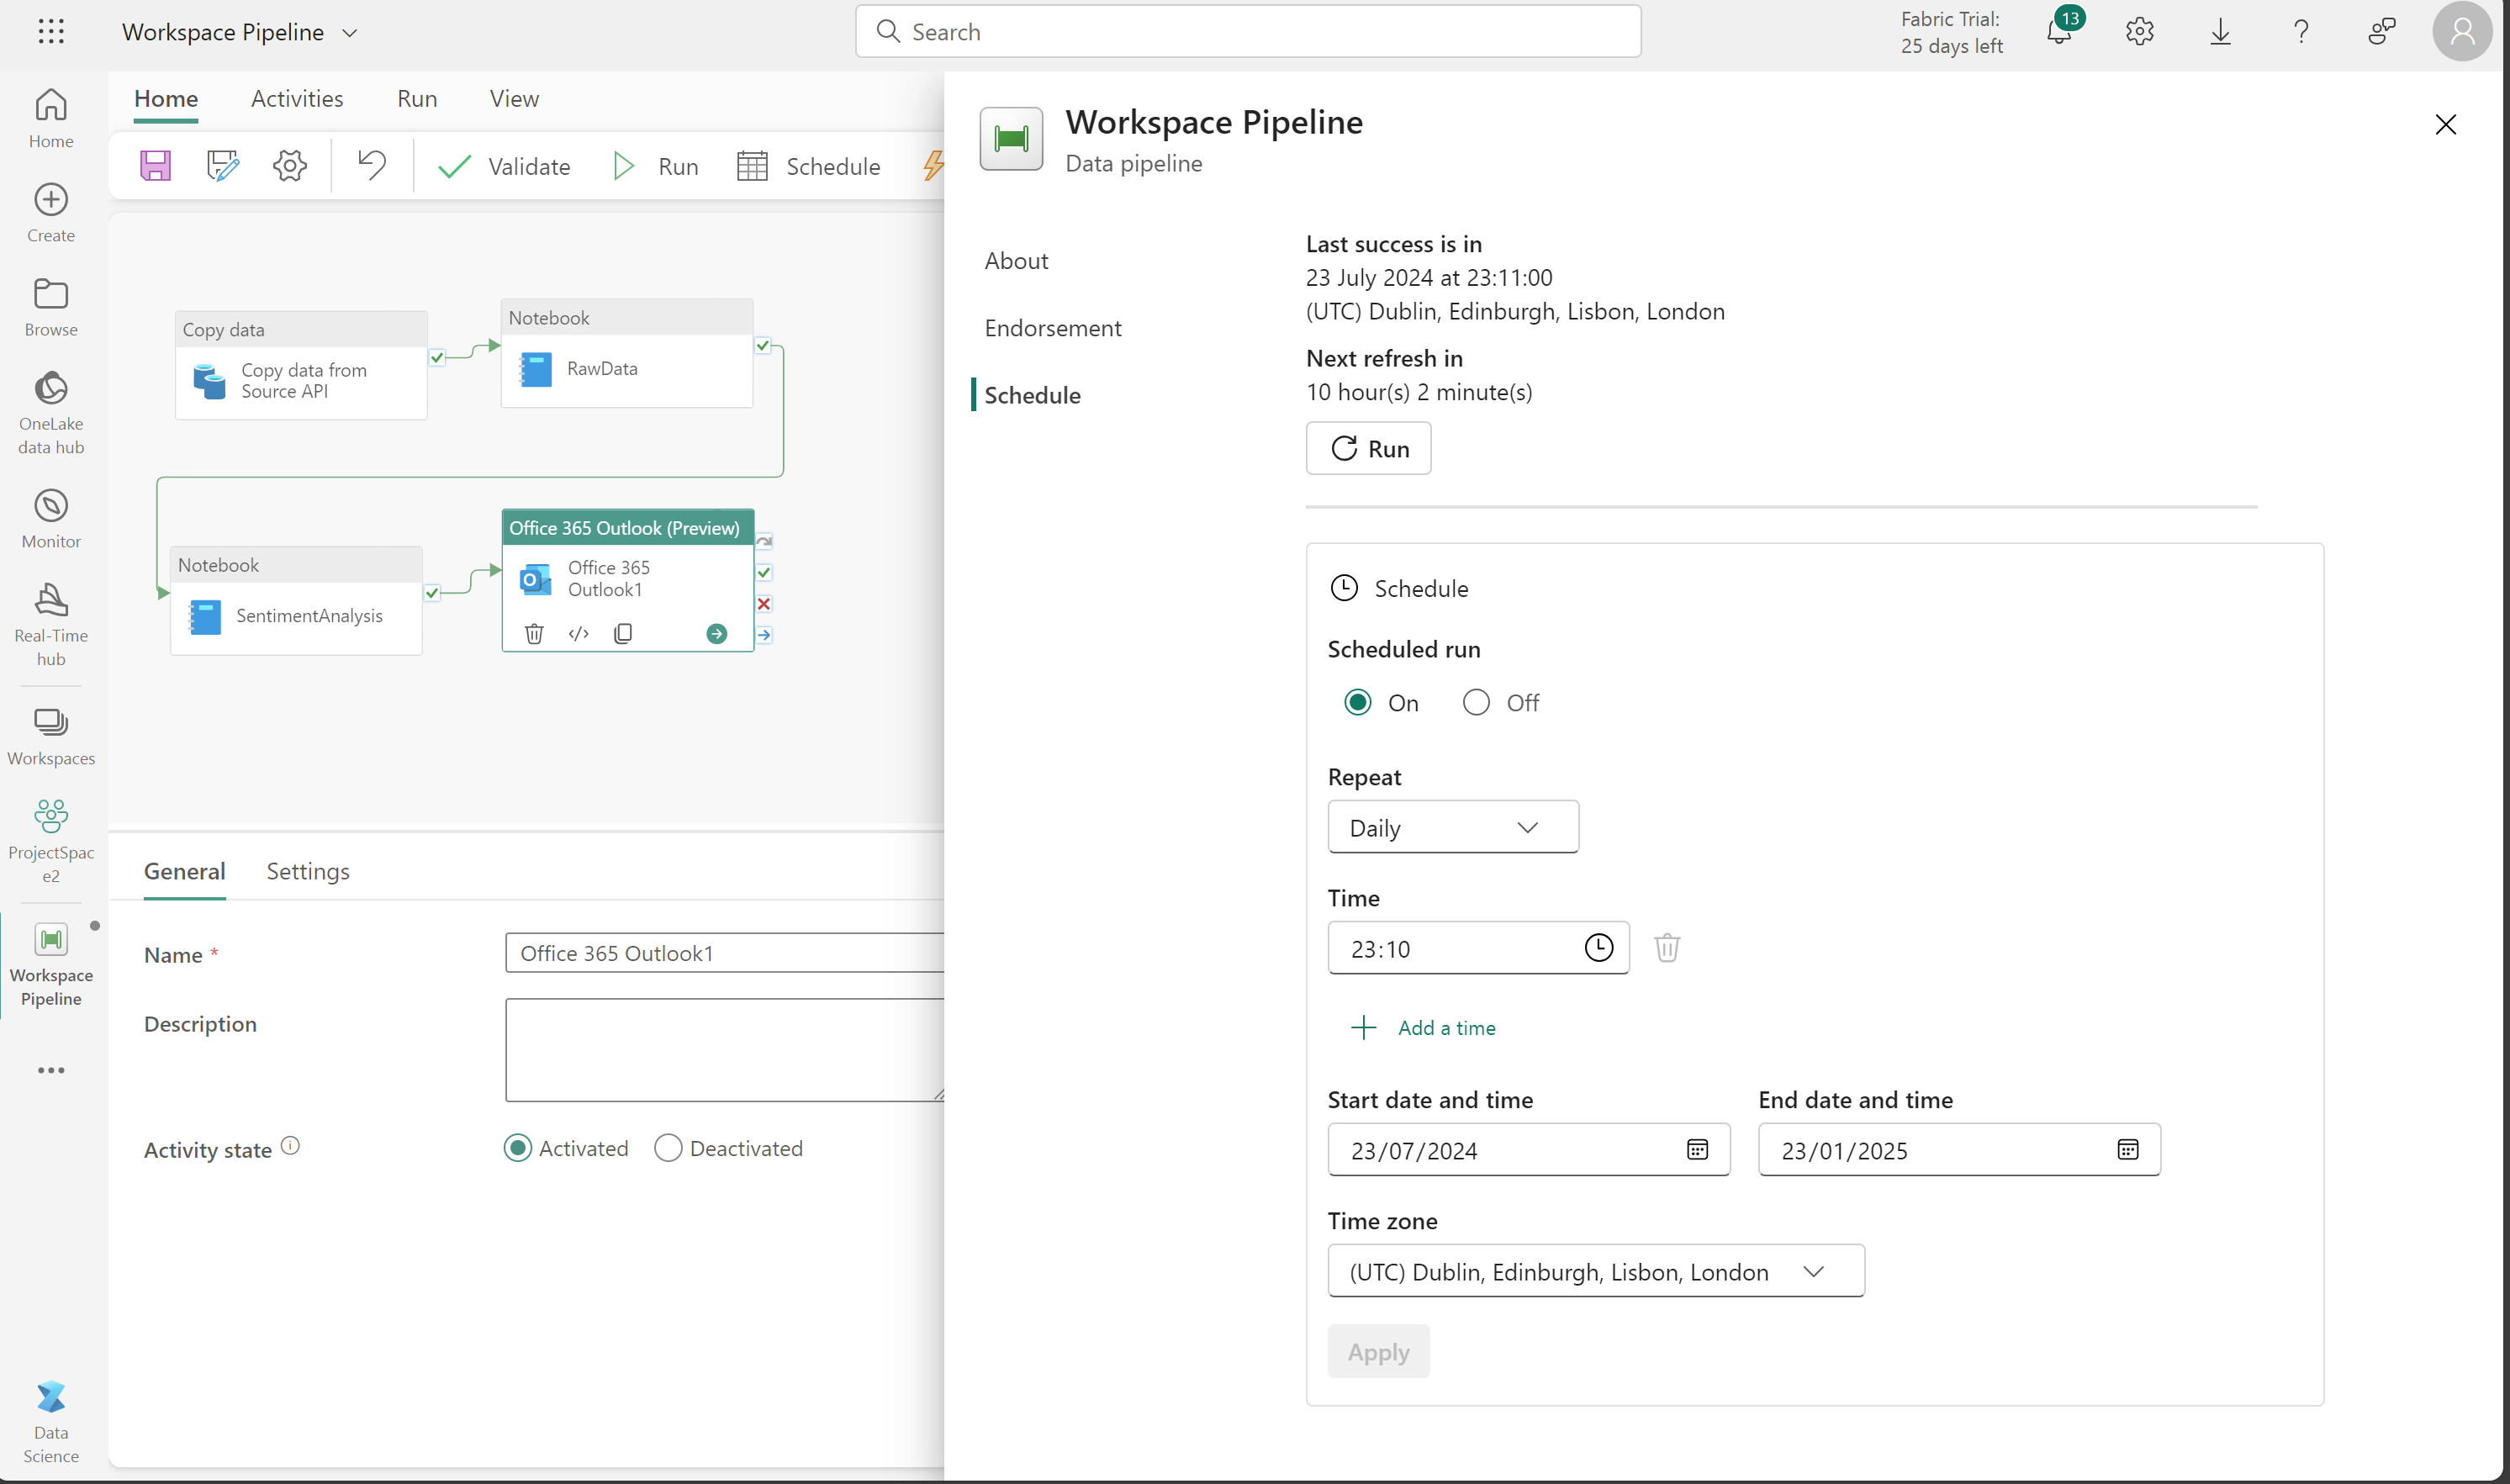 Workspace Pipeline
Search
Fabric Trial:
25 days left
13
Home
Create
Browse
OneLake
data hub
Monitor
Real-Time
hub
Workspaces
ProjectSpac
e2
Workspace
Pipeline
Data
Science
Home Activities Run View
Validate Run Schedule
Copy data
Copy data from
Source API
Notebook
RawData
Notebook
SentimentAnalysis
Office 365 Outlook (Preview)
Office 365
Outlook1
General Settings
Name *
Office 365 Outlook1
Description
Activity state
Activated Deactivated
Workspace Pipeline
Data pipeline
About
Endorsement
Schedule
Last success is in
23 July 2024 at 23:11:00
(UTC) Dublin, Edinburgh, Lisbon, London
Next refresh in
10 hour(s) 2 minute(s)
Run
Schedule
Scheduled run
On Off
Repeat
Daily
Time
23:10
Add a time
Start date and time End date and time
23/07/2024 23/01/2025
Time zone
(UTC) Dublin, Edinburgh, Lisbon, London
Apply